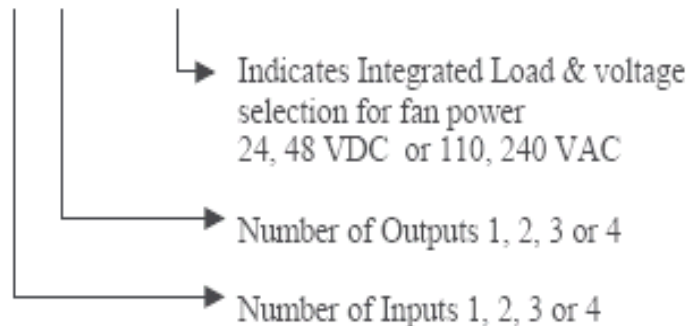 Indicates Integrated Load & voltage
selection for fan power
24, 48 VDC or 110, 240 VAC
Number of Outputs 1, 2, 3 or 4
Number of Inputs 1, 2, 3 or 4